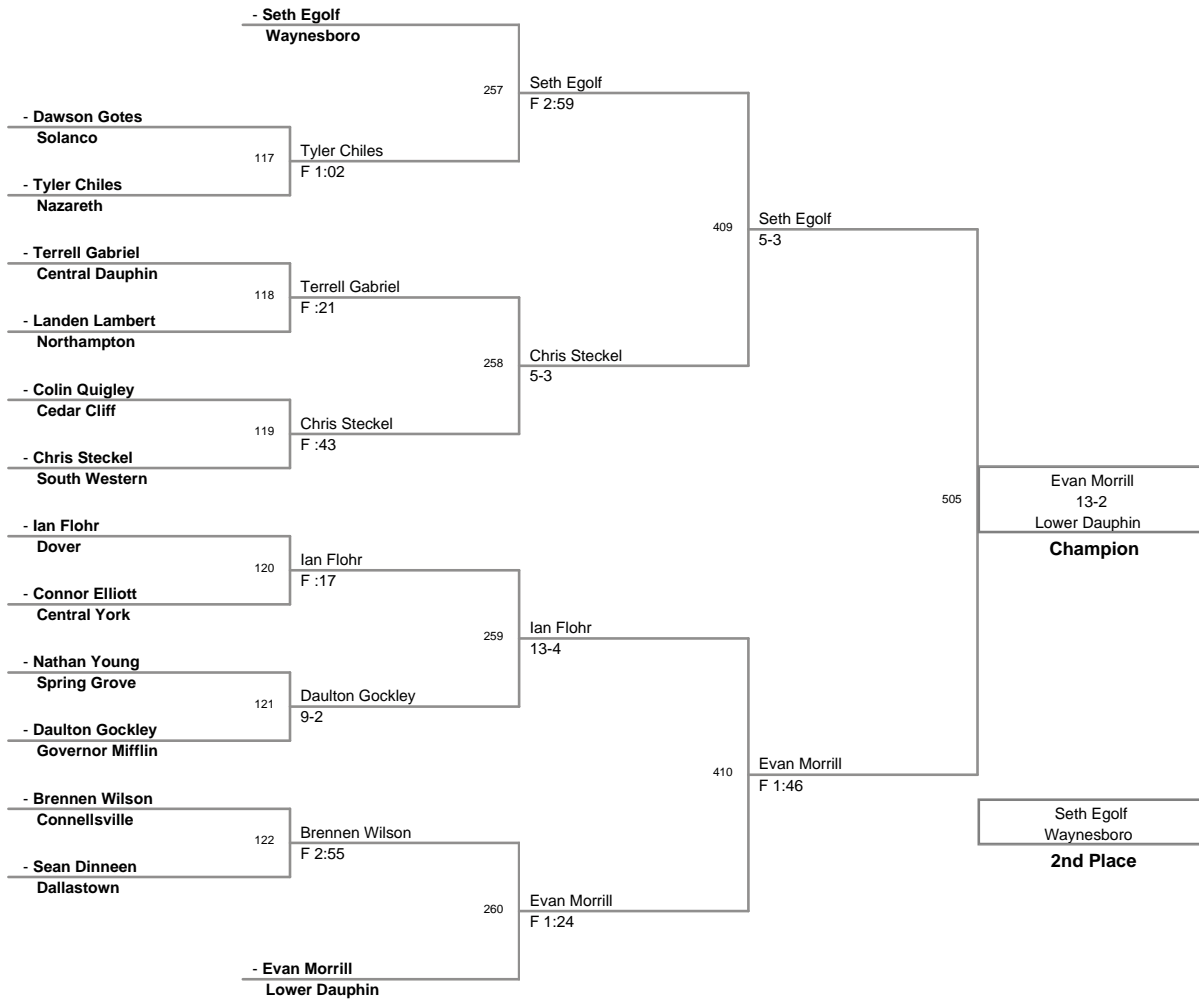 - Seth Egolf
Waynesboro
257
Seth Egolf
F 2:59
- Dawson Gotes
Solanco
117
Tyler Chiles
F 1:02
- Tyler Chiles
Nazareth
409
Seth Egolf
5-3
- Terrell Gabriel
Central Dauphin
118
Terrell Gabriel
F :21
- Landen Lambert
Northampton
258
Chris Steckel
5-3
- Colin Quigley
Cedar Cliff
119
Chris Steckel
F :43
- Chris Steckel
South Western
505
Evan Morrill
13-2
Lower Dauphin
Champion
- Ian Flohr
Dover
120
Ian Flohr
F :17
- Connor Elliott
Central York
259
Ian Flohr
13-4
- Nathan Young
Spring Grove
121
Daulton Gockley
9-2
- Daulton Gockley
Governor Mifflin
410
Evan Morrill
F 1:46
- Brennen Wilson
Connellsville
122
Brennen Wilson
F 2:55
- Sean Dinneen
Dallastown
Seth Egolf
Waynesboro
2nd Place
260
Evan Morrill
F 1:24
- Evan Morrill
Lower Dauphin